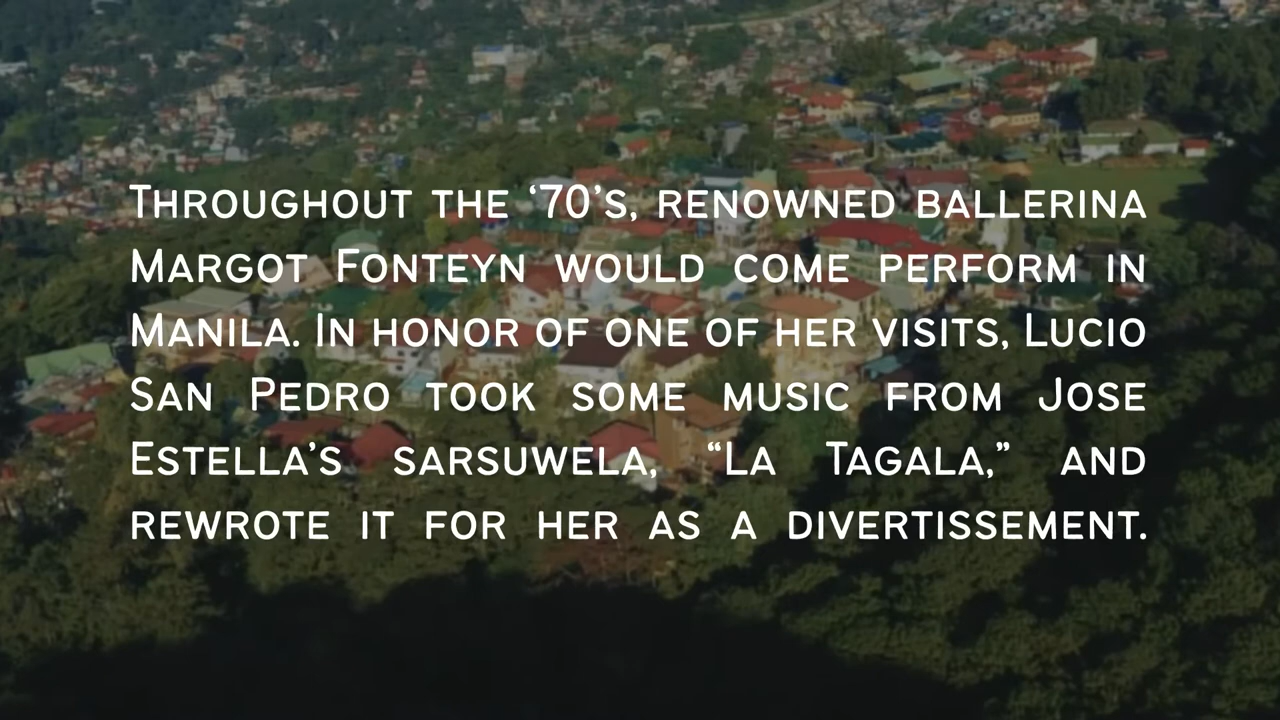 Throughout the ‘70’s, renowned ballerina
Margot Fonteyn would come perform in
Manila. In honor of one of her visits, Lucio
San Pedro took some music from Jose
Estella’s sarsuwela, “La Tagala,” and
rewrote it for her as a divertissement.